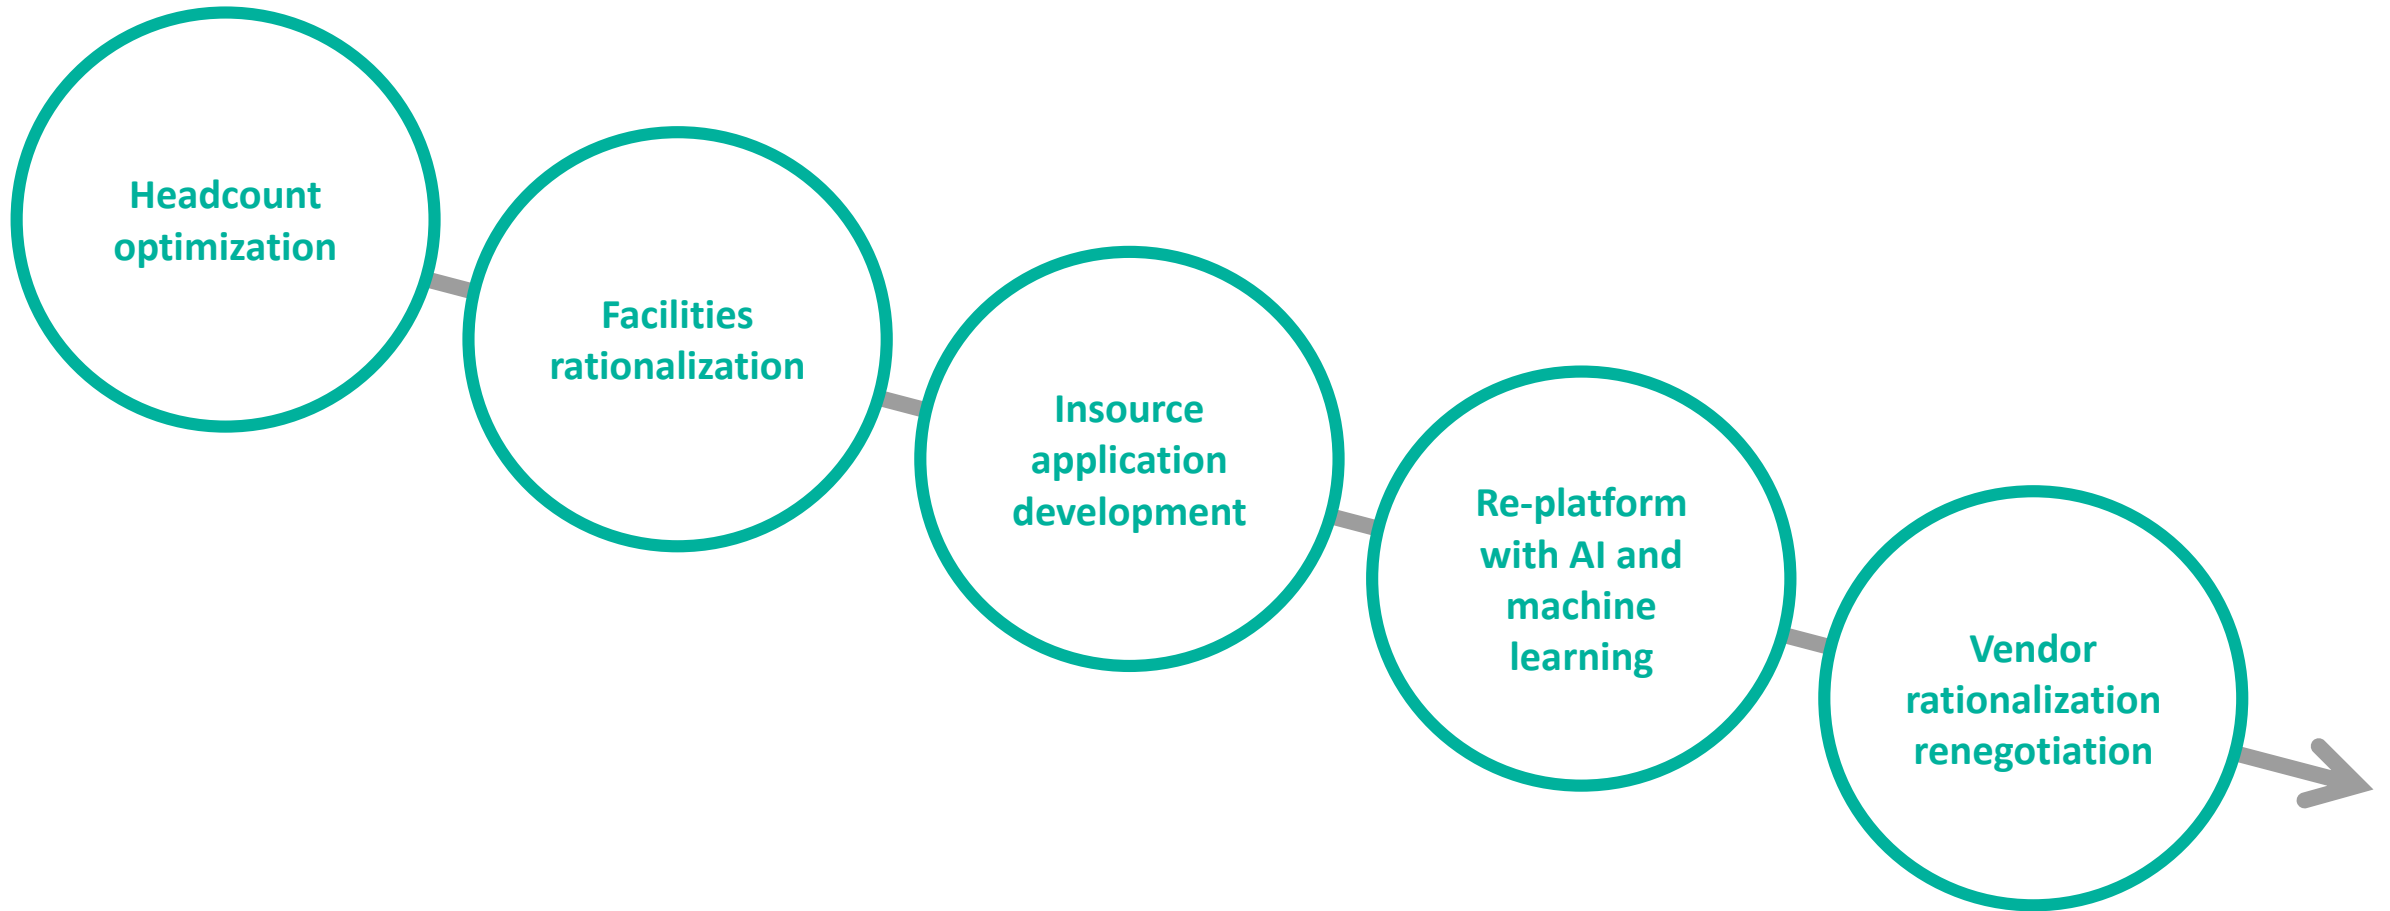 Headcount
optimization
Facilities
rationalization
Insource
application
development
Re-platform
with AI and
machine
learning
Vendor
rationalization
renegotiation